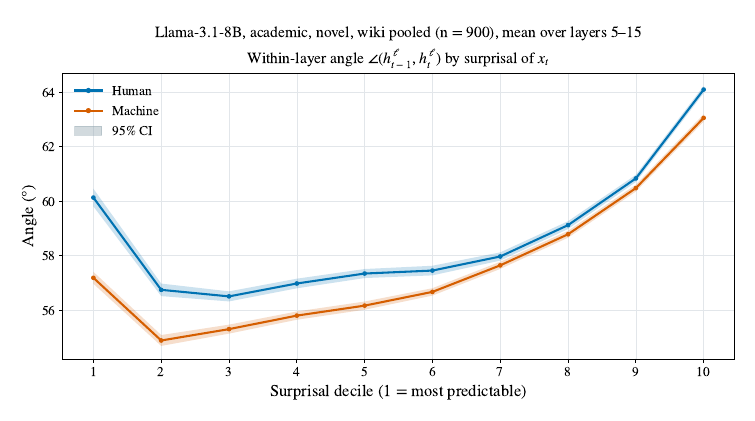 Llama-3.1-8B, academic, novel, wiki pooled (n = 900), mean over layers 5–15
Within-layer angle ∠(h_{t−1}^ℓ, h_t^ℓ) by surprisal of x_t
Human
Machine
95% CI
Angle (°)
64
62
60
58
56
1 2 3 4 5 6 7 8 9 10
Surprisal decile (1 = most predictable)